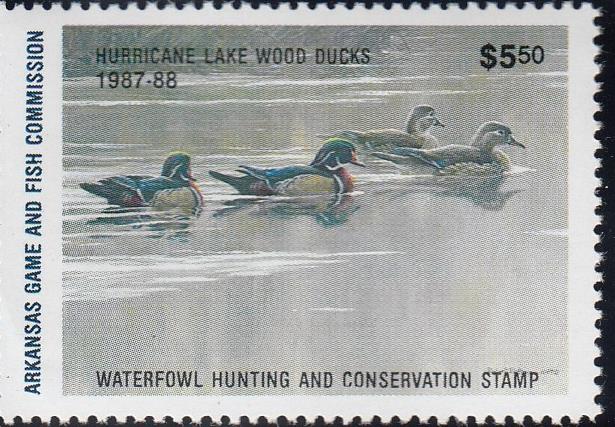 HURRICANE LAKE WOOD DUCKS
1987-88
$5.50
ARKANSAS GAME AND FISH COMMISSION
WATERFOWL HUNTING AND CONSERVATION STAMP